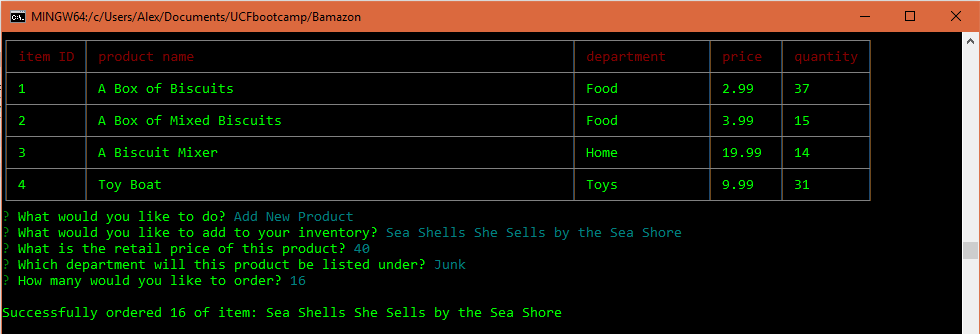 MINGW64:/c/Users/Alex/Documents/UCFbootcamp/Bamazon
item ID product name department price quantity
1 A Box of Biscuits Food 2.99 37
2 A Box of Mixed Biscuits Food 3.99 15
3 A Biscuit Mixer Home 19.99 14
4 Toy Boat Toys 9.99 31
? What would you like to do? Add New Product
? What would you like to add to your inventory? Sea Shells She Sells by the Sea Shore
? What is the retail price of this product? 40
? Which department will this product be listed under? Junk
? How many would you like to order? 16
Successfully ordered 16 of item: Sea Shells She Sells by the Sea Shore